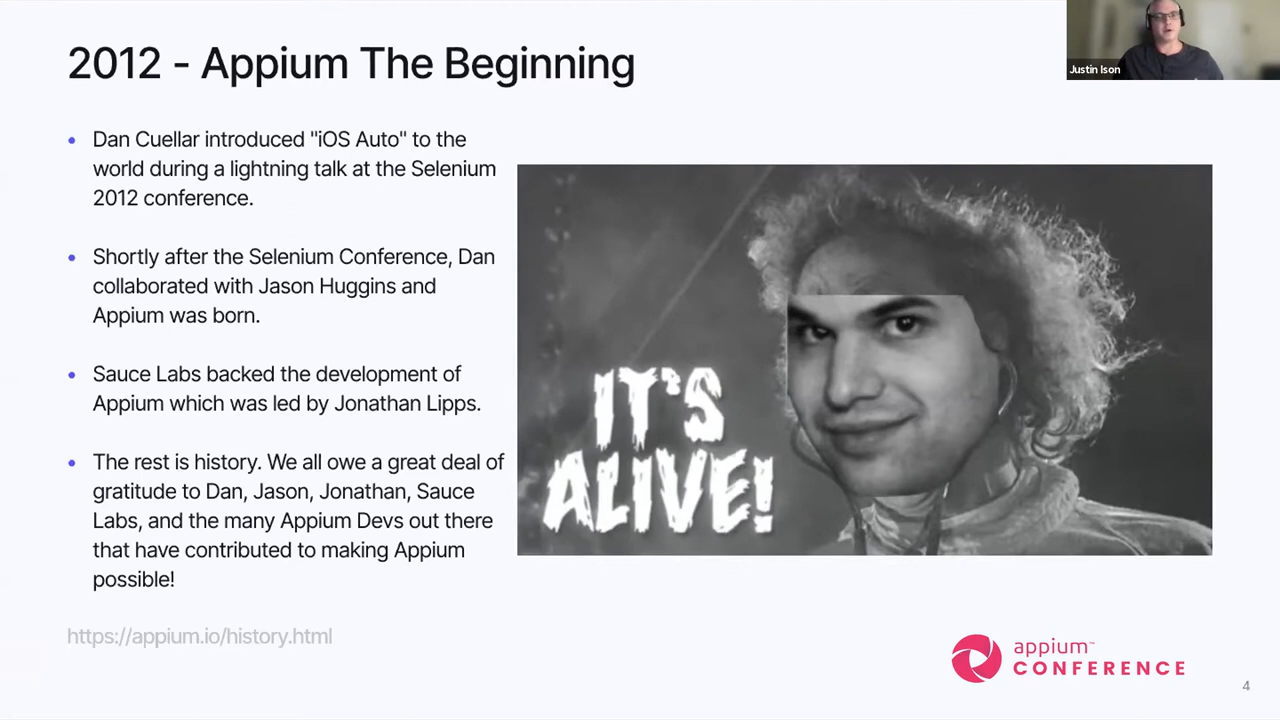 2012 - Appium The Beginning
Justin Ison
• Dan Cuellar introduced "iOS Auto" to the
world during a lightning talk at the Selenium
2012 conference.
• Shortly after the Selenium Conference, Dan
collaborated with Jason Huggins and
Appium was born.
• Sauce Labs backed the development of
Appium which was led by Jonathan Lipps.
• The rest is history. We all owe a great deal of
gratitude to Dan, Jason, Jonathan, Sauce
Labs, and the many Appium Devs out there
that have contributed to making Appium
possible!
IT'S
ALIVE!
https://appium.io/history.html
appium™
CONFERENCE
4